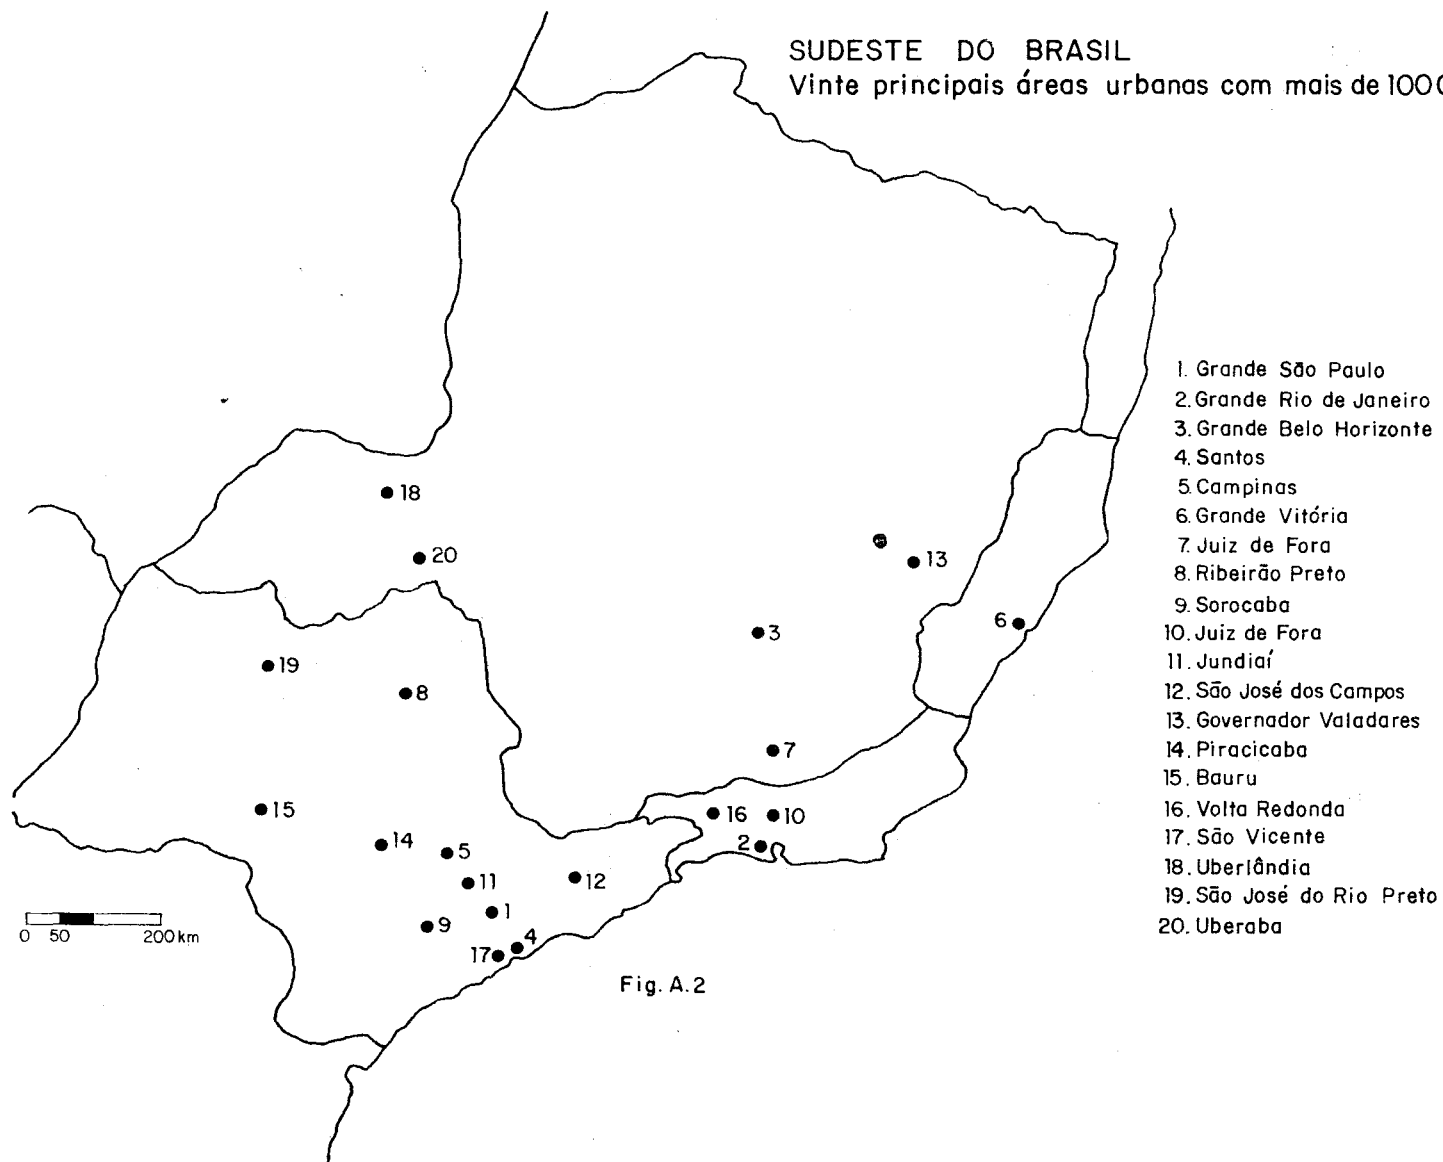 SUDESTE DO BRASIL
Vinte principais áreas urbanas com mais de 100
1. Grande São Paulo
2. Grande Rio de Janeiro
3. Grande Belo Horizonte
4. Santos
5. Campinas
6. Grande Vitória
7. Juiz de Fora
8. Ribeirão Preto
9. Sorocaba
10. Juiz de Fora
11. Jundiaí
12. São José dos Campos
13. Governador Valadares
14. Piracicaba
15. Bauru
16. Volta Redonda
17. São Vicente
18. Uberlândia
19. São José do Rio Preto
20. Uberaba
18
20
13
6
3
19
8
7
15
16
10
14
5
2
11
12
1
9
4
17
0 50 200 km
Fig. A.2